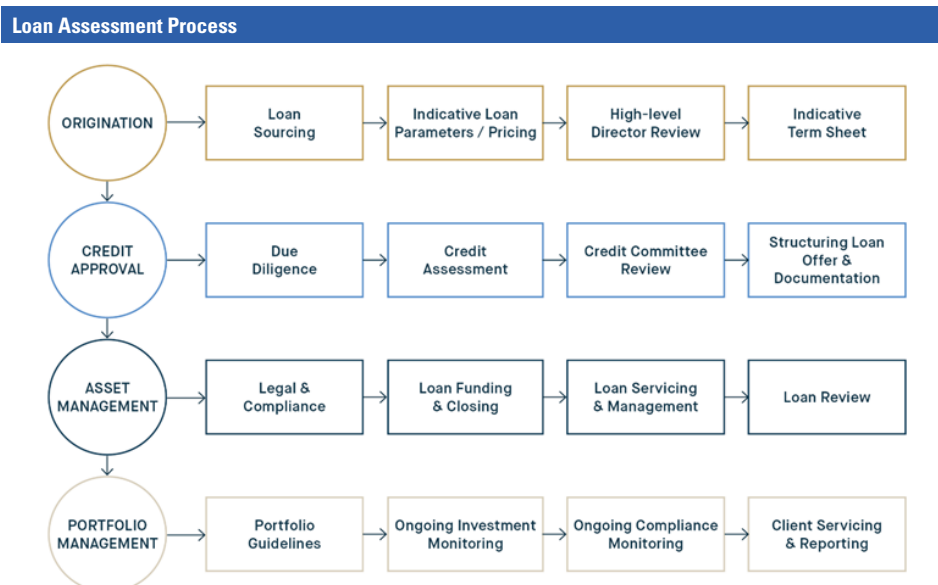 Loan Assessment Process
ORIGINATION
Loan
Sourcing
Indicative Loan
Parameters / Pricing
High-level
Director Review
Indicative
Term Sheet
CREDIT
APPROVAL
Due
Diligence
Credit
Assessment
Credit Committee
Review
Structuring Loan
Offer &
Documentation
ASSET
MANAGEMENT
Legal &
Compliance
Loan Funding
& Closing
Loan Servicing
& Management
Loan Review
PORTFOLIO
MANAGEMENT
Portfolio
Guidelines
Ongoing Investment
Monitoring
Ongoing Compliance
Monitoring
Client Servicing
& Reporting